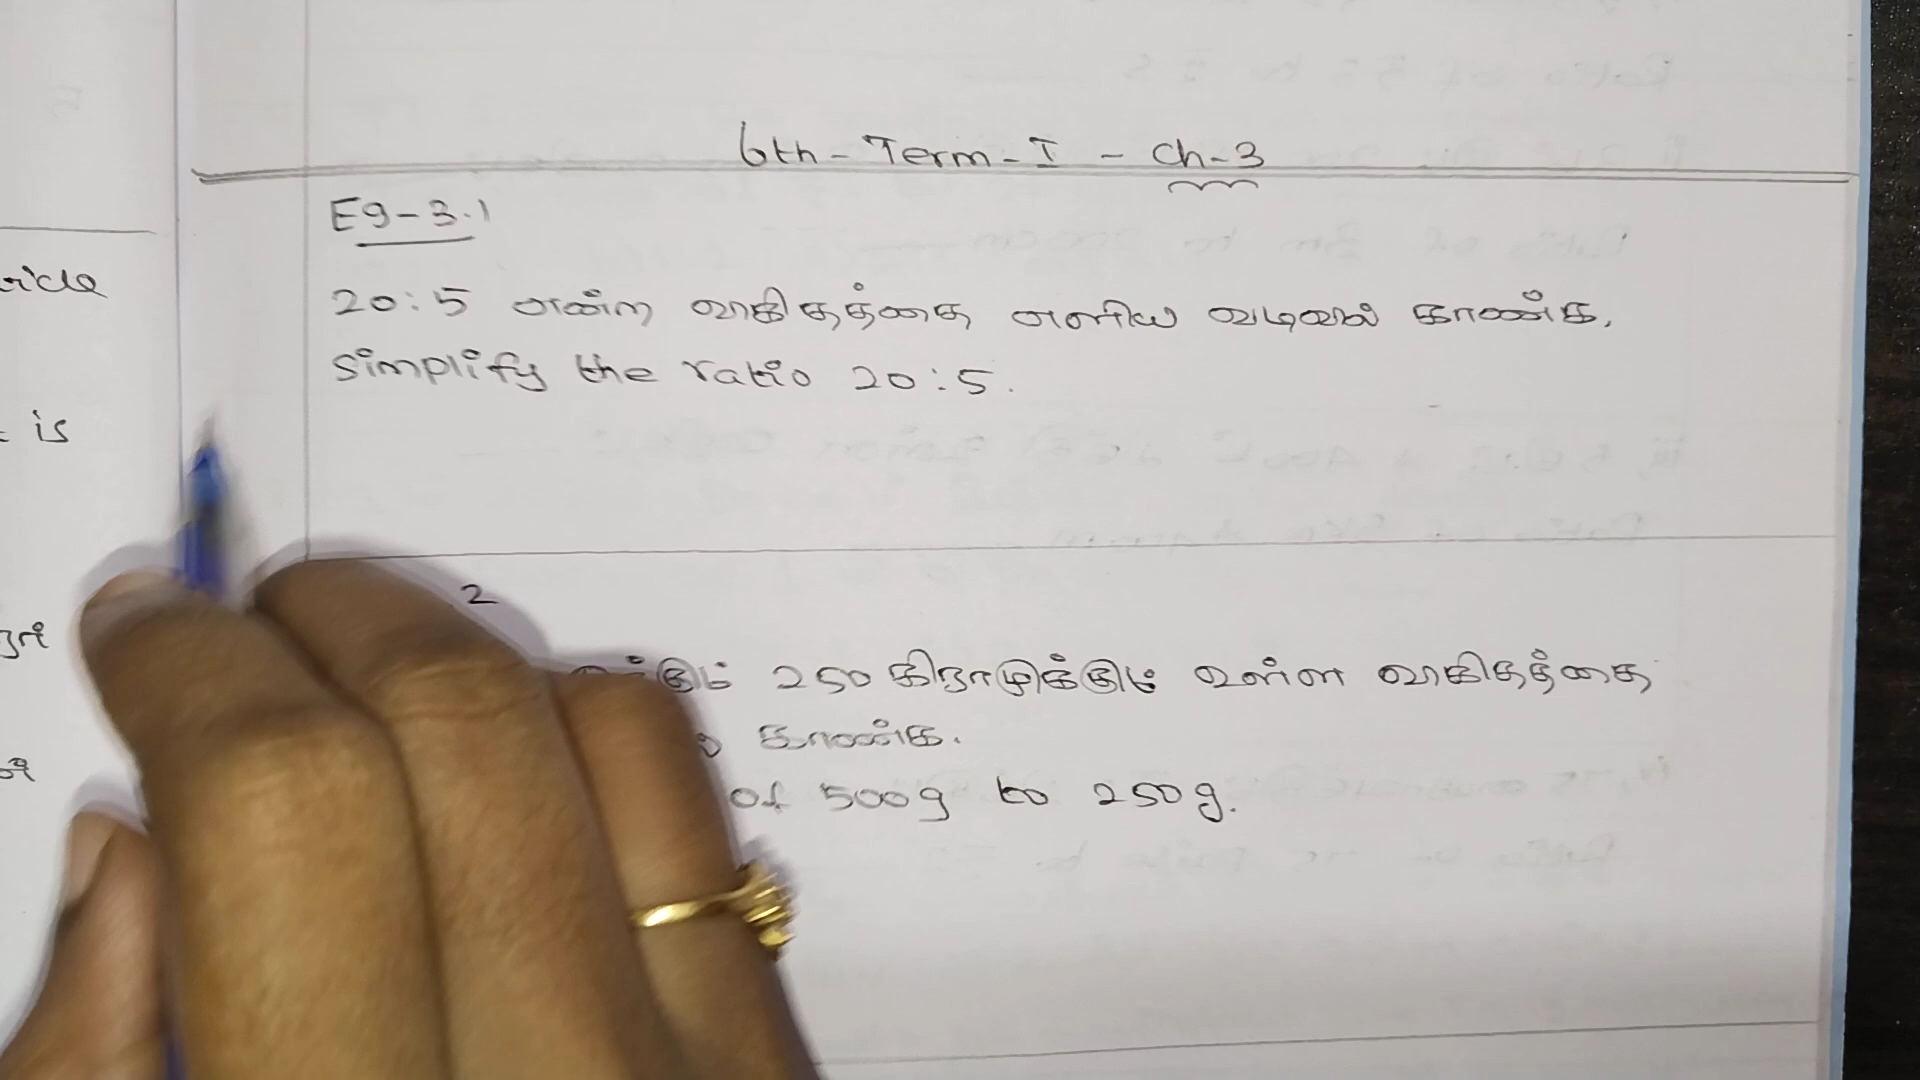 6th - Term - I - Ch-3
Eg-3.1
20:5 என்ற விகிதத்தை எளிய வடிவில் காண்க.
Simplify the ratio 20:5.
2
250 கிராமுக்கும் உள்ள விகிதத்தை
காண்க.
of 500g to 250g.
is